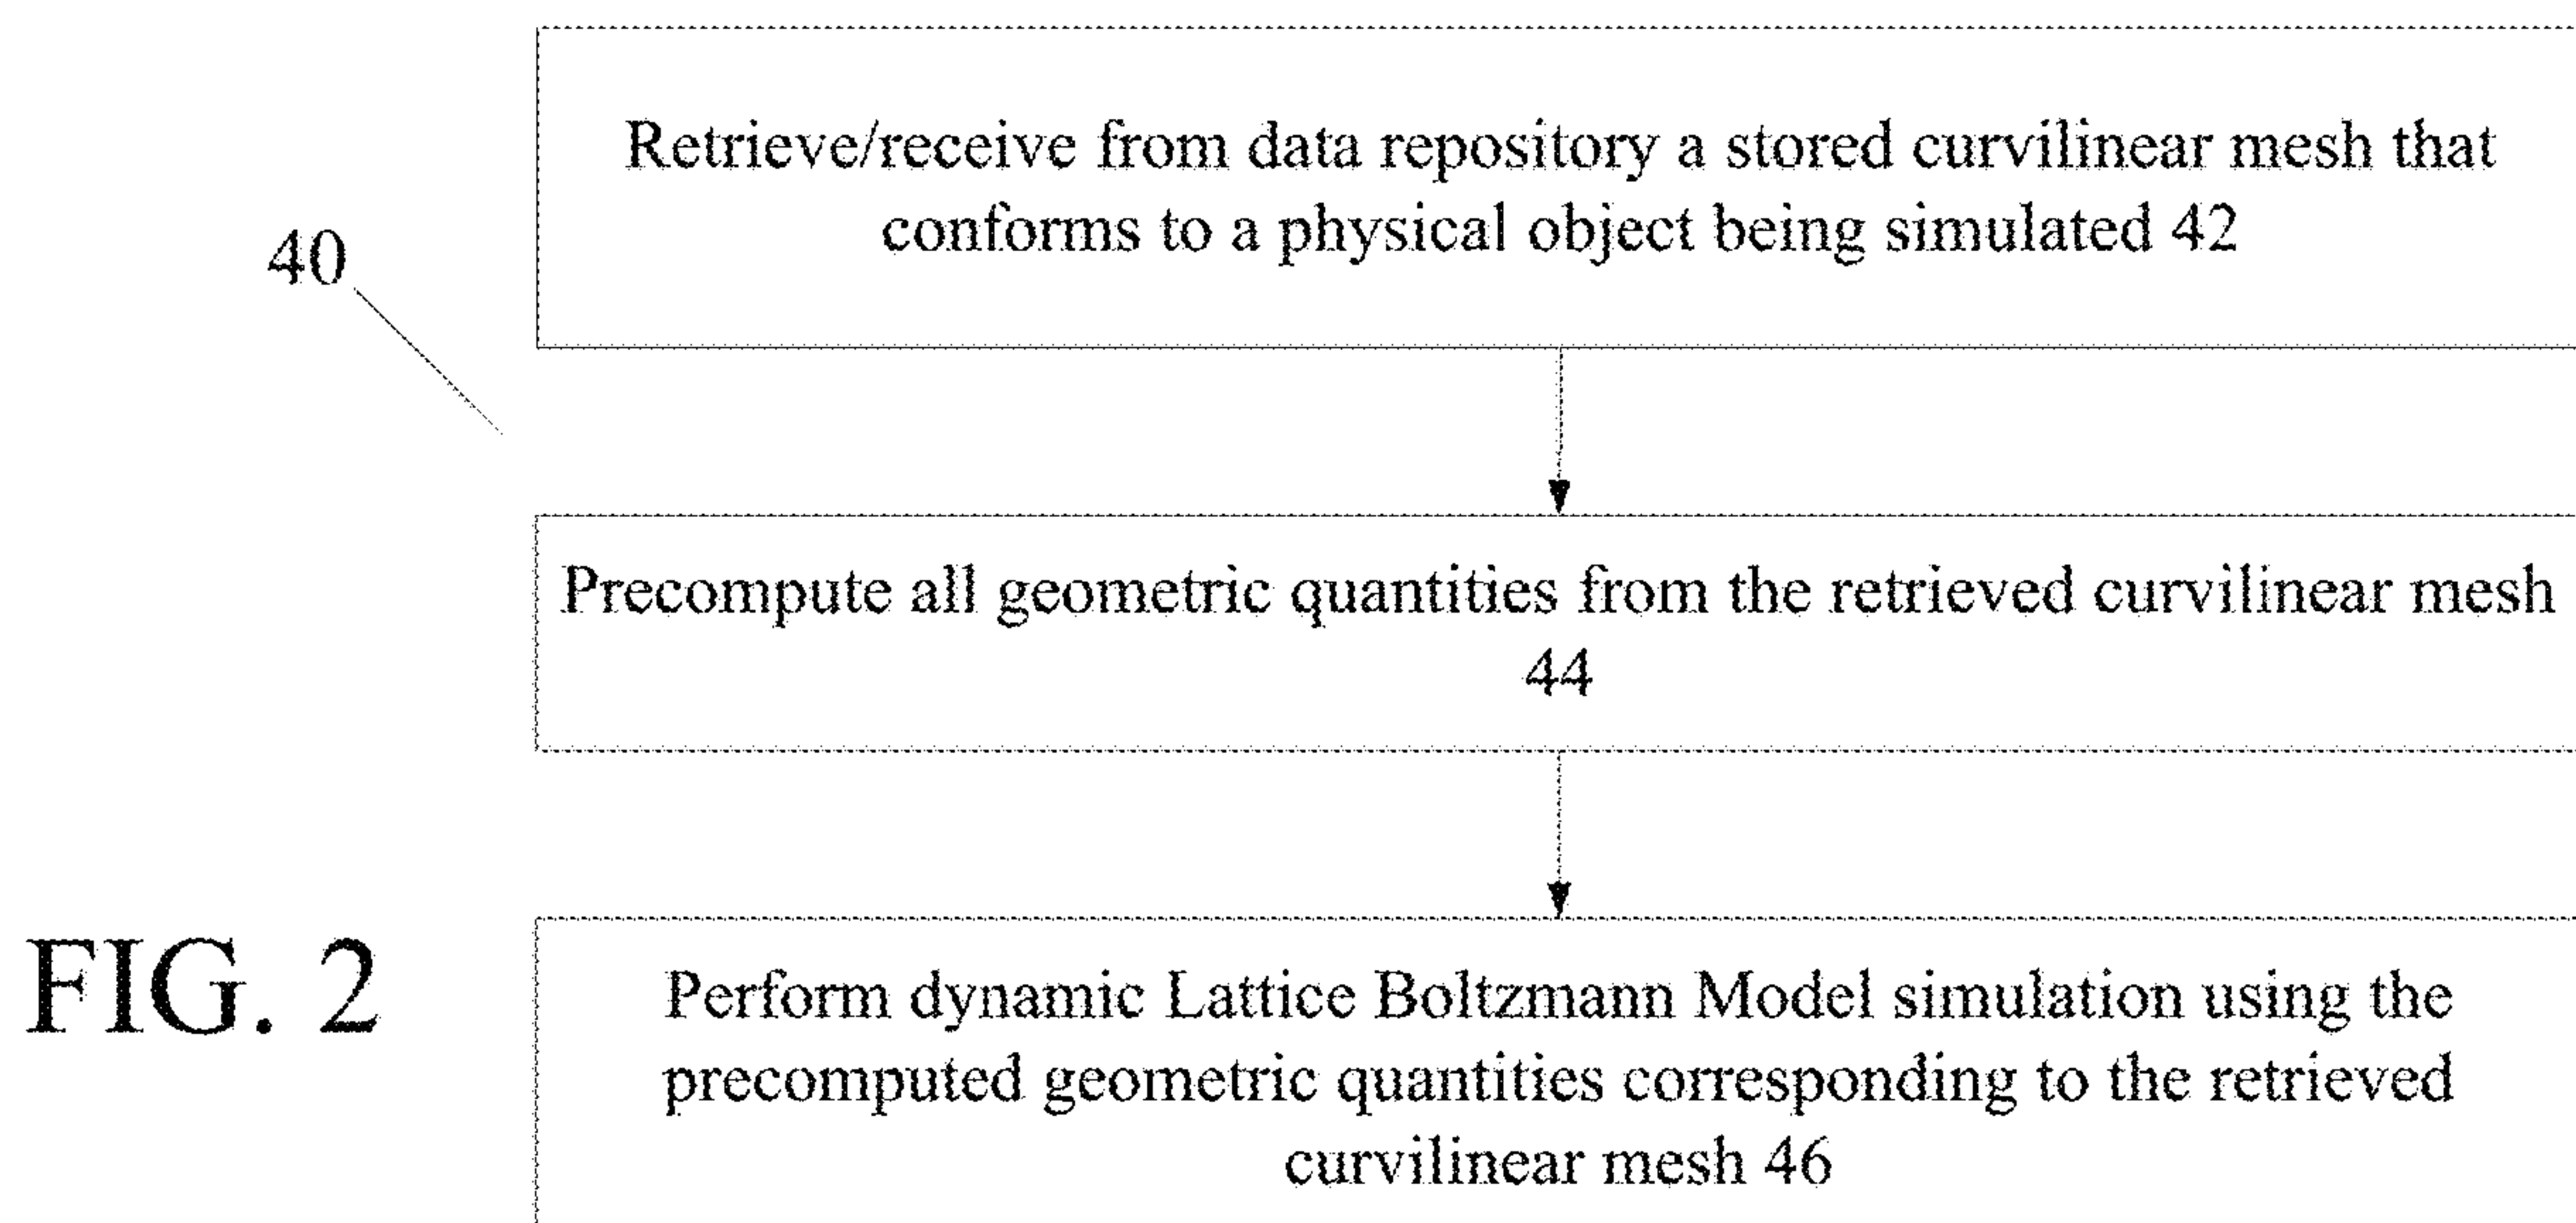 Retrieve/receive from data repository a stored curvilinear mesh that
conforms to a physical object being simulated 42
40
Precompute all geometric quantities from the retrieved curvilinear mesh
44
FIG. 2
Perform dynamic Lattice Boltzmann Model simulation using the
precomputed geometric quantities corresponding to the retrieved
curvilinear mesh 46